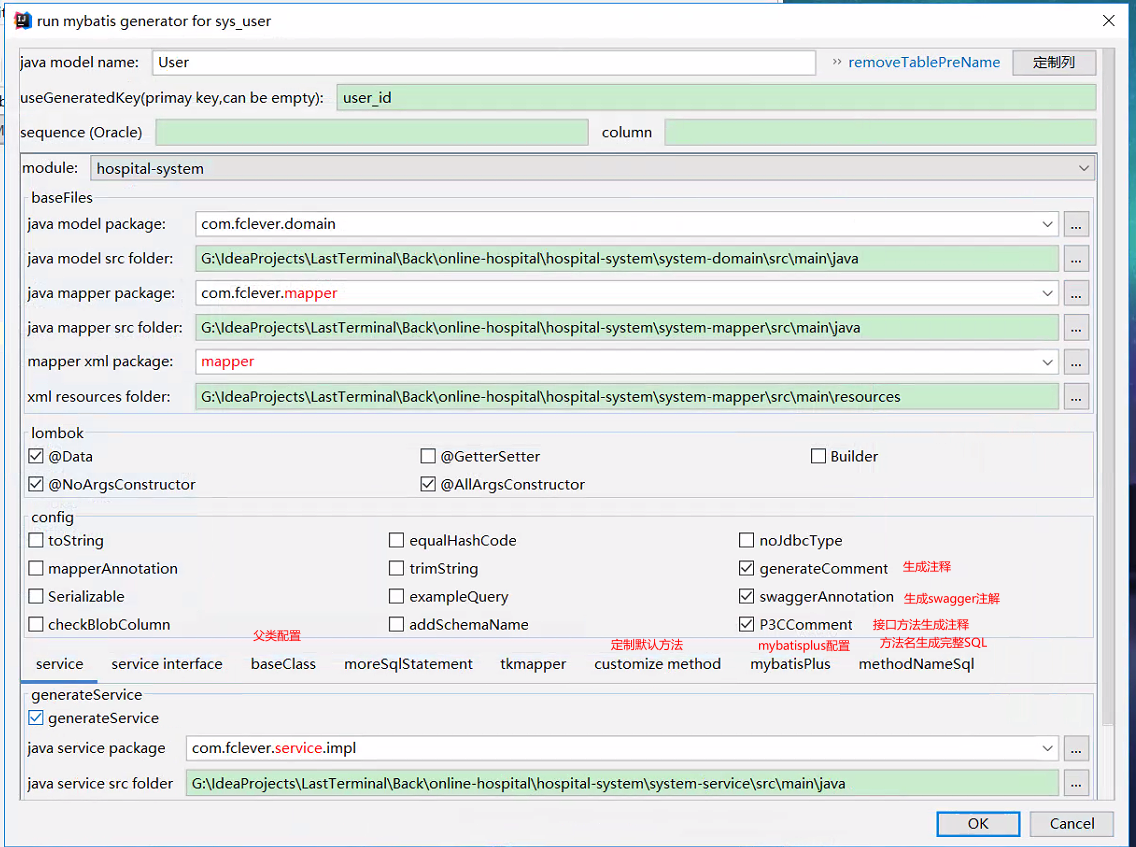 run mybatis generator for sys_user
java model name: User >> removeTablePreName 定制列
useGeneratedKey(primay key,can be empty): user_id
sequence (Oracle) column
module: hospital-system
baseFiles
java model package: com.fclever.domain ...
java model src folder: G:\IdeaProjects\LastTerminal\Back\online-hospital\hospital-system\system-domain\src\main\java ...
java mapper package: com.fclever.mapper ...
java mapper src folder: G:\IdeaProjects\LastTerminal\Back\online-hospital\hospital-system\system-mapper\src\main\java ...
mapper xml package: mapper ...
xml resources folder: G:\IdeaProjects\LastTerminal\Back\online-hospital\hospital-system\system-mapper\src\main\resources ...
lombok
@Data @GetterSetter Builder
@NoArgsConstructor @AllArgsConstructor
config
toString equalHashCode noJdbcType
mapperAnnotation trimString generateComment 生成注释
Serializable exampleQuery swaggerAnnotation 生成swagger注解
checkBlobColumn addSchemaName P3CComment 接口方法生成注释
父类配置 定制默认方法 mybatisplus配置 方法名生成完整SQL
service service interface baseClass moreSqlStatement tkmapper customize method mybatisPlus methodNameSql
generateService
generateService
java service package com.fclever.service.impl ...
java service src folder G:\IdeaProjects\LastTerminal\Back\online-hospital\hospital-system\system-service\src\main\java ...
OK Cancel